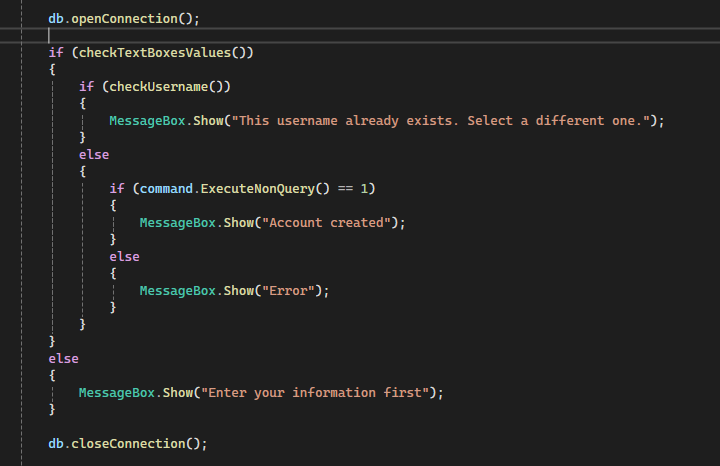 db.openConnection();
if (checkTextBoxesValues())
{
if (checkUsername())
{
MessageBox.Show("This username already exists. Select a different one.");
}
else
{
if (command.ExecuteNonQuery() == 1)
{
MessageBox.Show("Account created");
}
else
{
MessageBox.Show("Error");
}
}
}
else
{
MessageBox.Show("Enter your information first");
}
db.closeConnection();